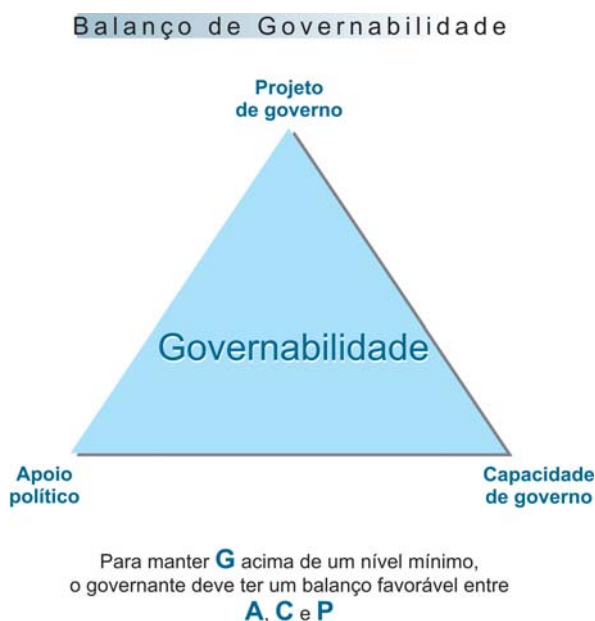 Balanço de Governabilidade
Projeto
de governo
Governabilidade
Apoio
político
Capacidade
de governo
Para manter G acima de um nível mínimo,
o governante deve ter um balanço favorável entre
A, C e P